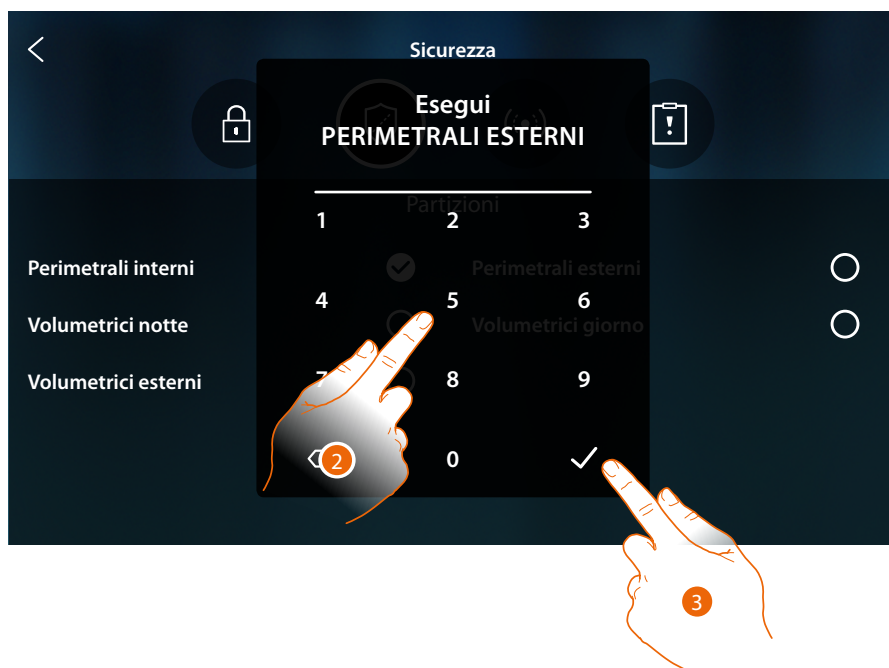 Sicurezza
Esegui
PERIMETRALI ESTERNI
Partizioni
1 2 3
Perimetrali interni Perimetrali esterni
4 5 6
Volumetrici notte Volumetrici giorno
Volumetrici esterni
7 8 9
2 0
3